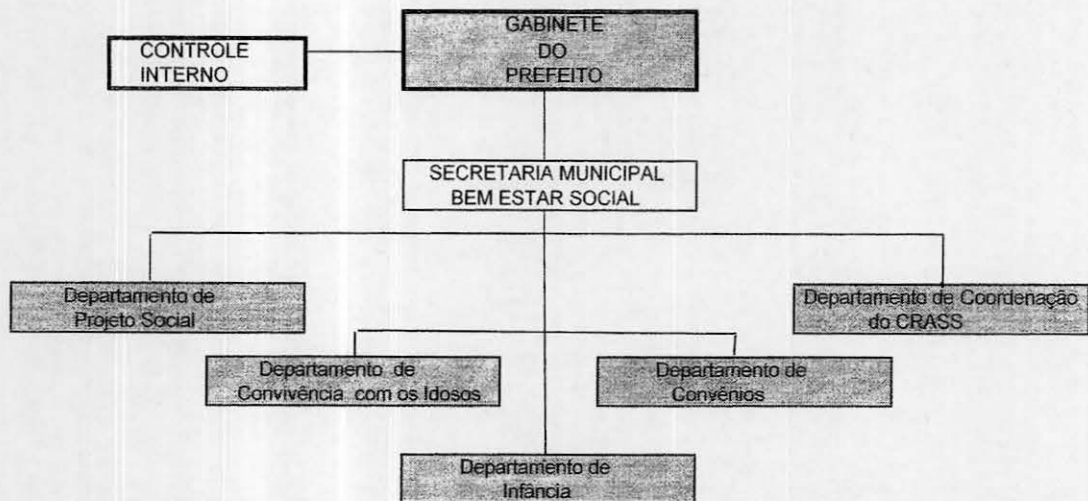 GABINETE
DO
PREFEITO
CONTROLE
INTERNO
SECRETARIA MUNICIPAL
BEM ESTAR SOCIAL
Departamento de
Projeto Social
Departamento de Coordenação
do CRASS
Departamento de
Convivência com os Idosos
Departamento de
Convênios
Departamento de
Infância